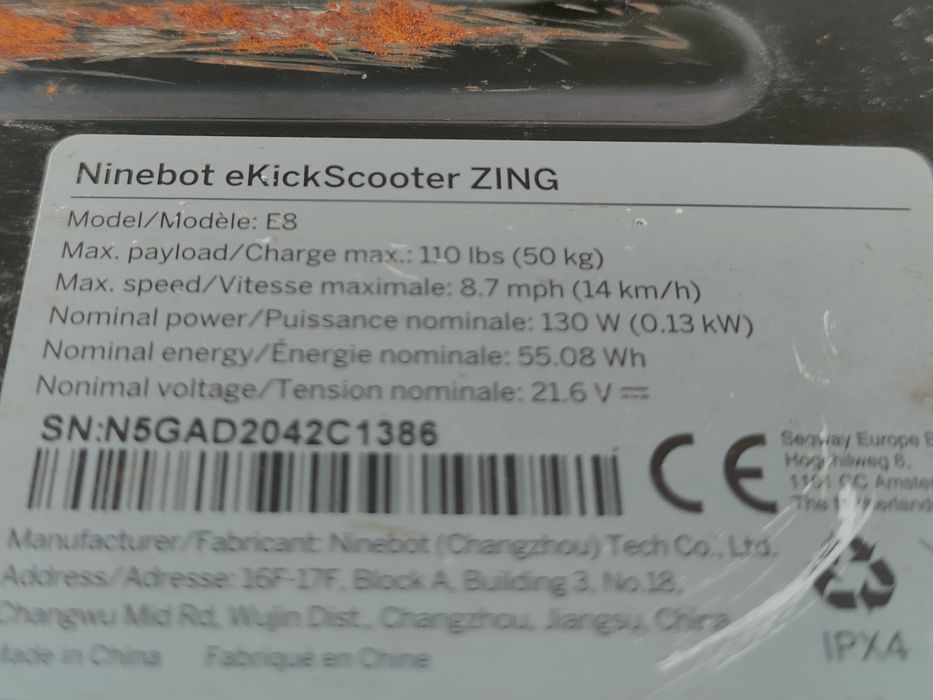 Ninebot eKickScooter ZING
Model/Modèle: E8
Max. payload/Charge max.: 110 lbs (50 kg)
Max. speed/Vitesse maximale: 8.7 mph (14 km/h)
Nominal power/Puissance nominale: 130 W (0.13 kW)
Nominal energy/Énergie nominale: 55.08 Wh
Nonimal voltage/Tension nominale: 21.6 V ⎓
SN:N5GAD2042C1386
CE
Segway Europe B
6,
CC Amste
The
Manufacturer/Fabricant: Ninebot (Changzhou) Tech Co., Ltd.
Address/Adresse: 16F-17F, Block A, Building 3, No.18,
Changwu Mid Rd, Wujin Dist., Changzhou, Jiangsu, China
Made in China Fabriqué en Chine
IPX4